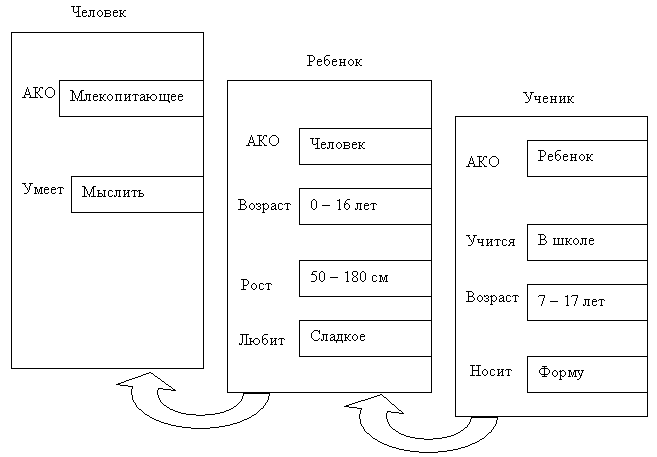 Человек
АКО Млекопитающее
Умеет Мыслить
Ребенок
АКО Человек
Возраст 0 – 16 лет
Рост 50 – 180 см
Любит Сладкое
Ученик
АКО Ребенок
Учится В школе
Возраст 7 – 17 лет
Носит Форму